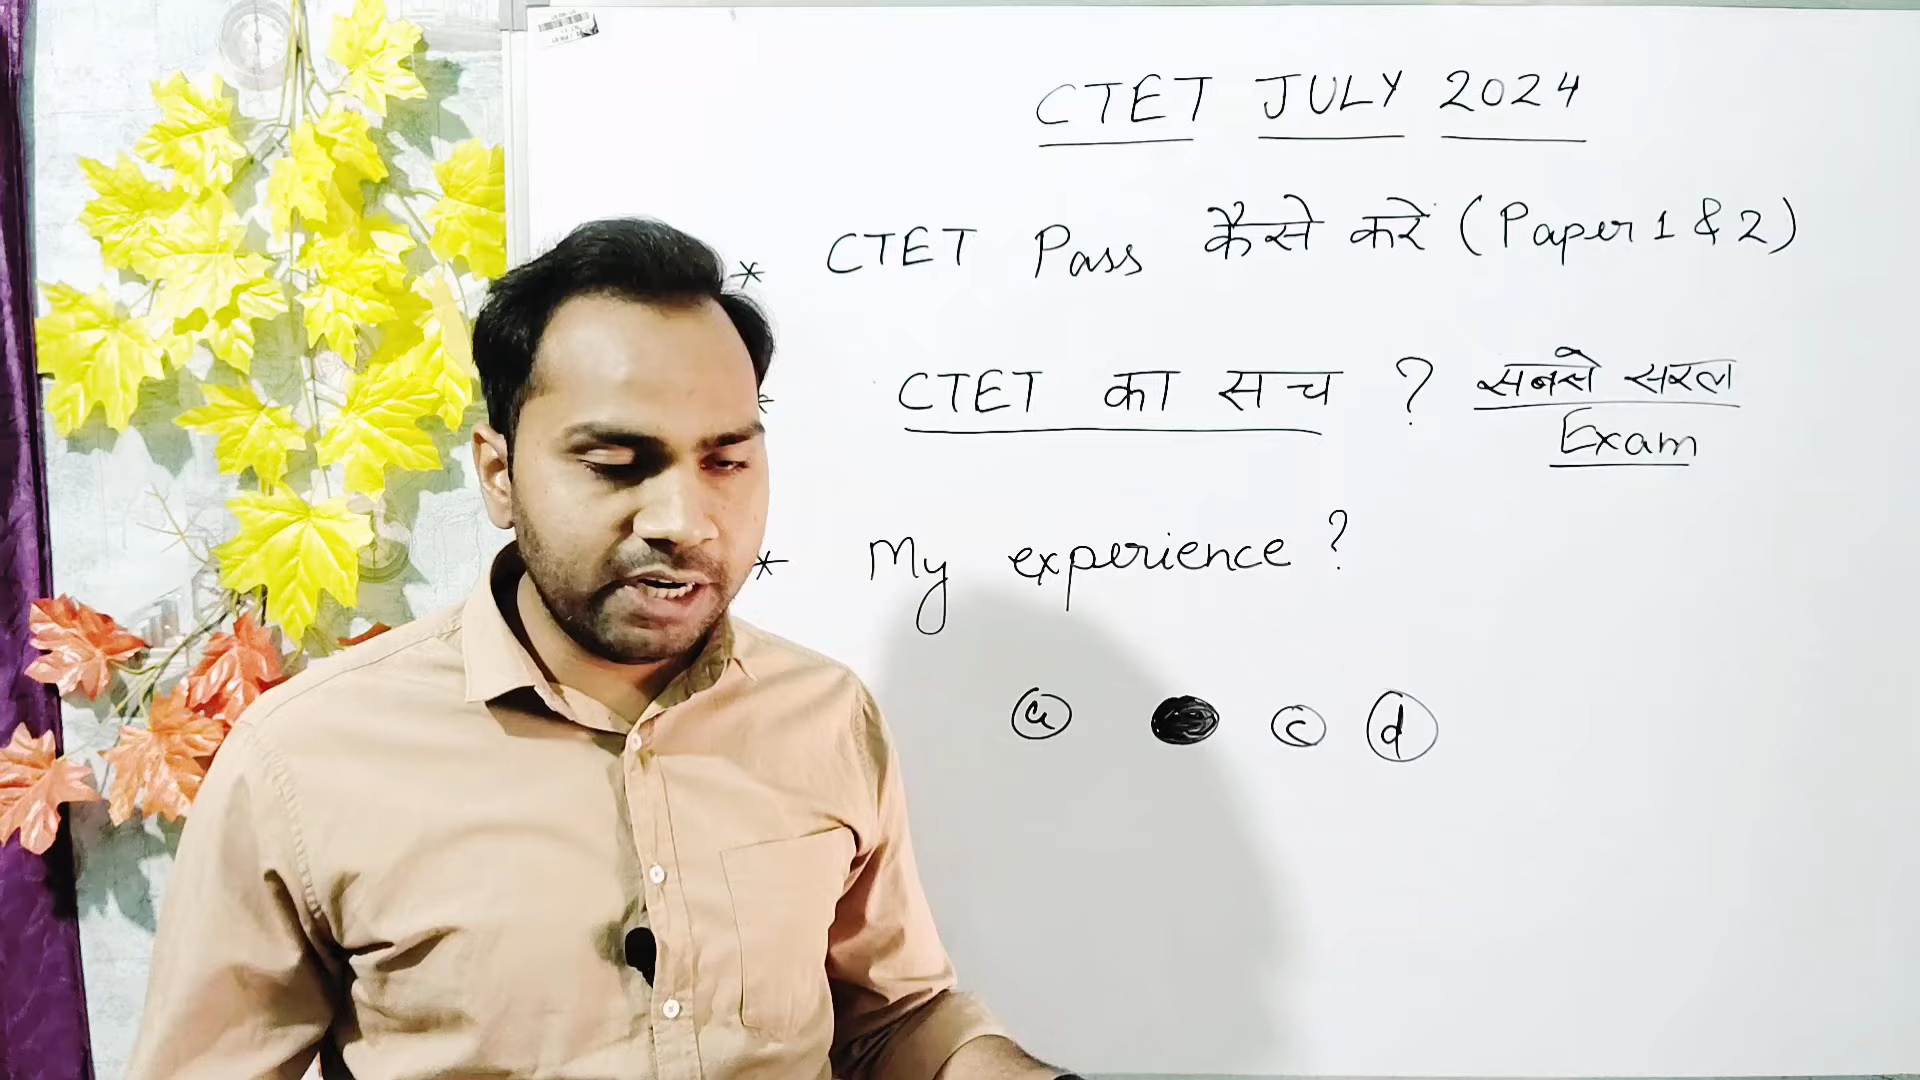 CTET JULY 2024
* CTET Pass कैसे करें (Paper 1 & 2)
* CTET का सच ? सबसे सरल
Exam
* My experience ?
a c d